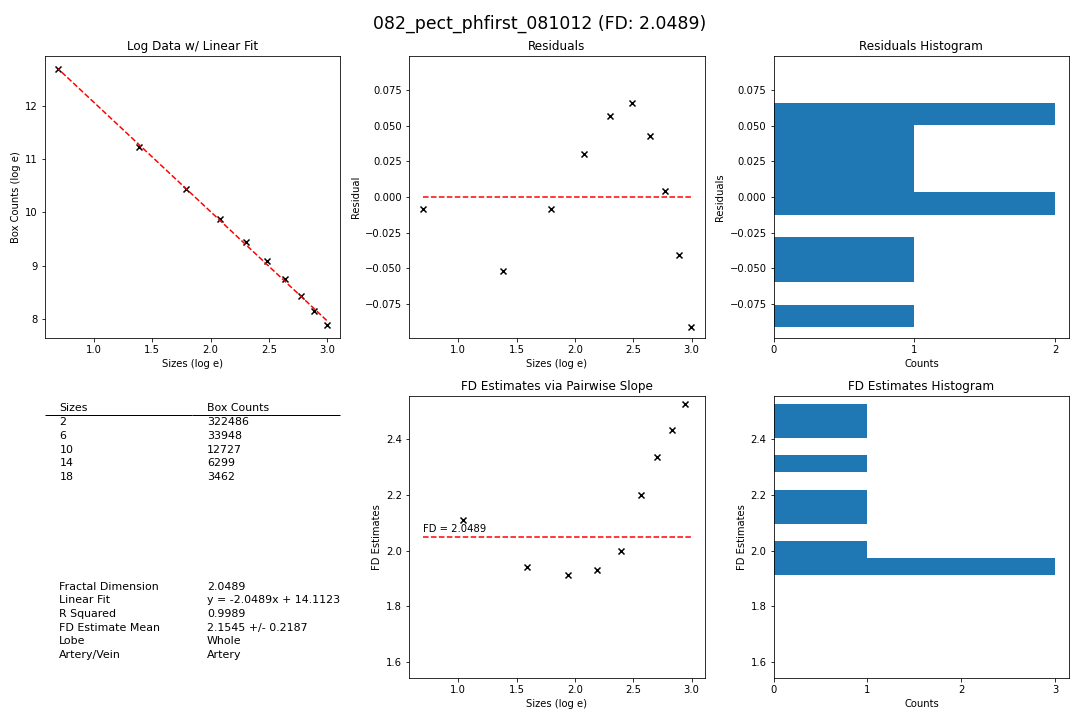 082_pect_phfirst_081012 (FD: 2.0489)
Log Data w/ Linear Fit
Box Counts (log e)
12
11
10
9
8
1.0 1.5 2.0 2.5 3.0
Sizes (log e)
Residuals
Residual
0.075
0.050
0.025
0.000
−0.025
−0.050
−0.075
1.0 1.5 2.0 2.5 3.0
Sizes (log e)
Residuals Histogram
Residuals
0.075
0.050
0.025
0.000
−0.025
−0.050
−0.075
0 1 2
Counts
Sizes Box Counts
2 322486
6 33948
10 12727
14 6299
18 3462
Fractal Dimension 2.0489
Linear Fit y = -2.0489x + 14.1123
R Squared 0.9989
FD Estimate Mean 2.1545 +/- 0.2187
Lobe Whole
Artery/Vein Artery
FD Estimates via Pairwise Slope
FD Estimates
2.4
2.2
2.0
1.8
1.6
FD = 2.0489
1.0 1.5 2.0 2.5 3.0
Sizes (log e)
FD Estimates Histogram
FD Estimates
2.4
2.2
2.0
1.8
1.6
0 1 2 3
Counts